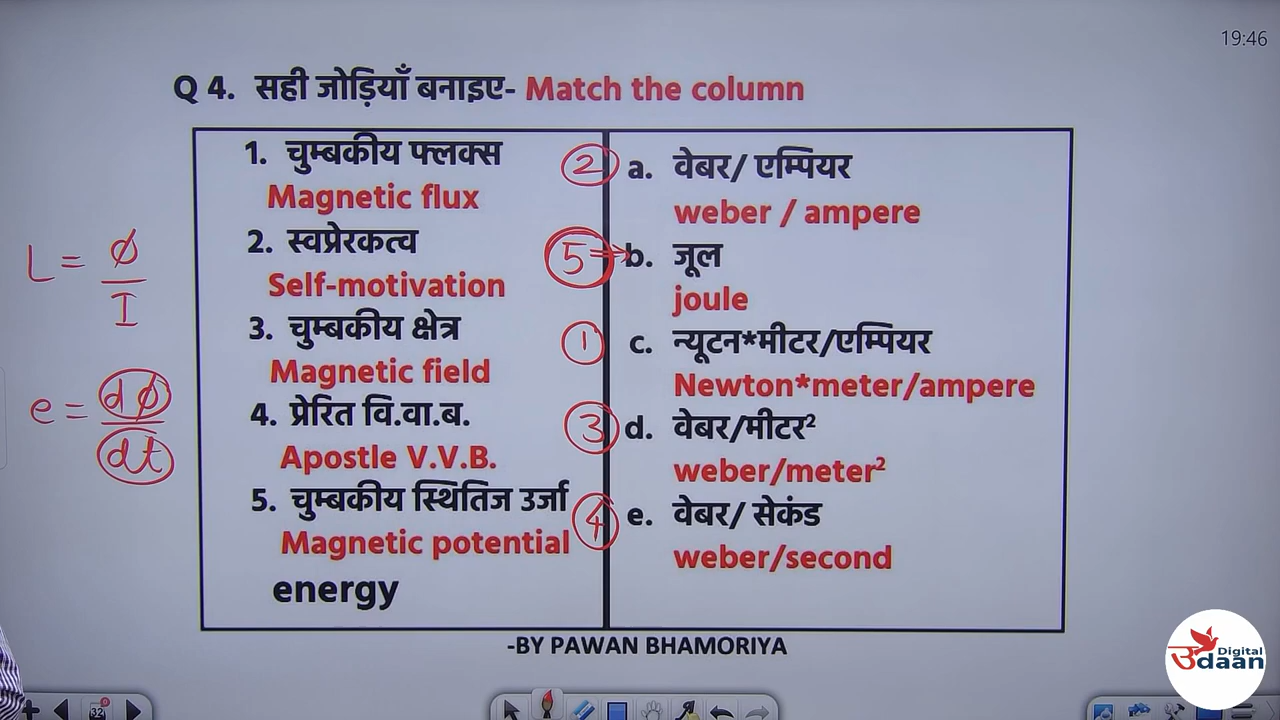 19:46
Q 4. सही जोड़ियाँ बनाइए- Match the column
1. चुम्बकीय फ्लक्स
Magnetic flux
2. स्वप्रेरकत्व
Self-motivation
3. चुम्बकीय क्षेत्र
Magnetic field
4. प्रेरित वि.वा.ब.
Apostle V.V.B.
5. चुम्बकीय स्थितिज उर्जा
Magnetic potential
energy
② a. वेबर/ एम्पियर
weber / ampere
⑤ b. जूल
joule
① c. न्यूटन*मीटर/एम्पियर
Newton*meter/ampere
③ d. वेबर/मीटर²
weber/meter²
④ e. वेबर/ सेकंड
weber/second
L = ϕ/I
e = dϕ/dt
-BY PAWAN BHAMORIYA
32
Digital
उdaan